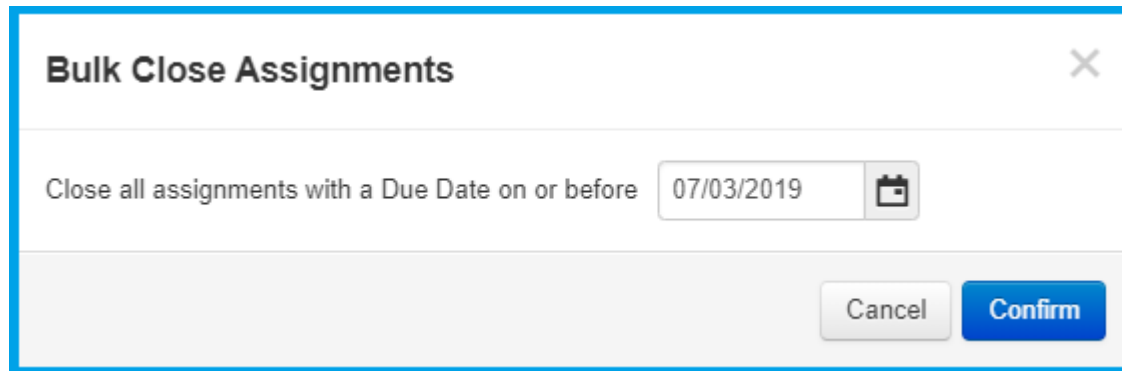 Bulk Close Assignments
Close all assignments with a Due Date on or before 07/03/2019
Cancel Confirm